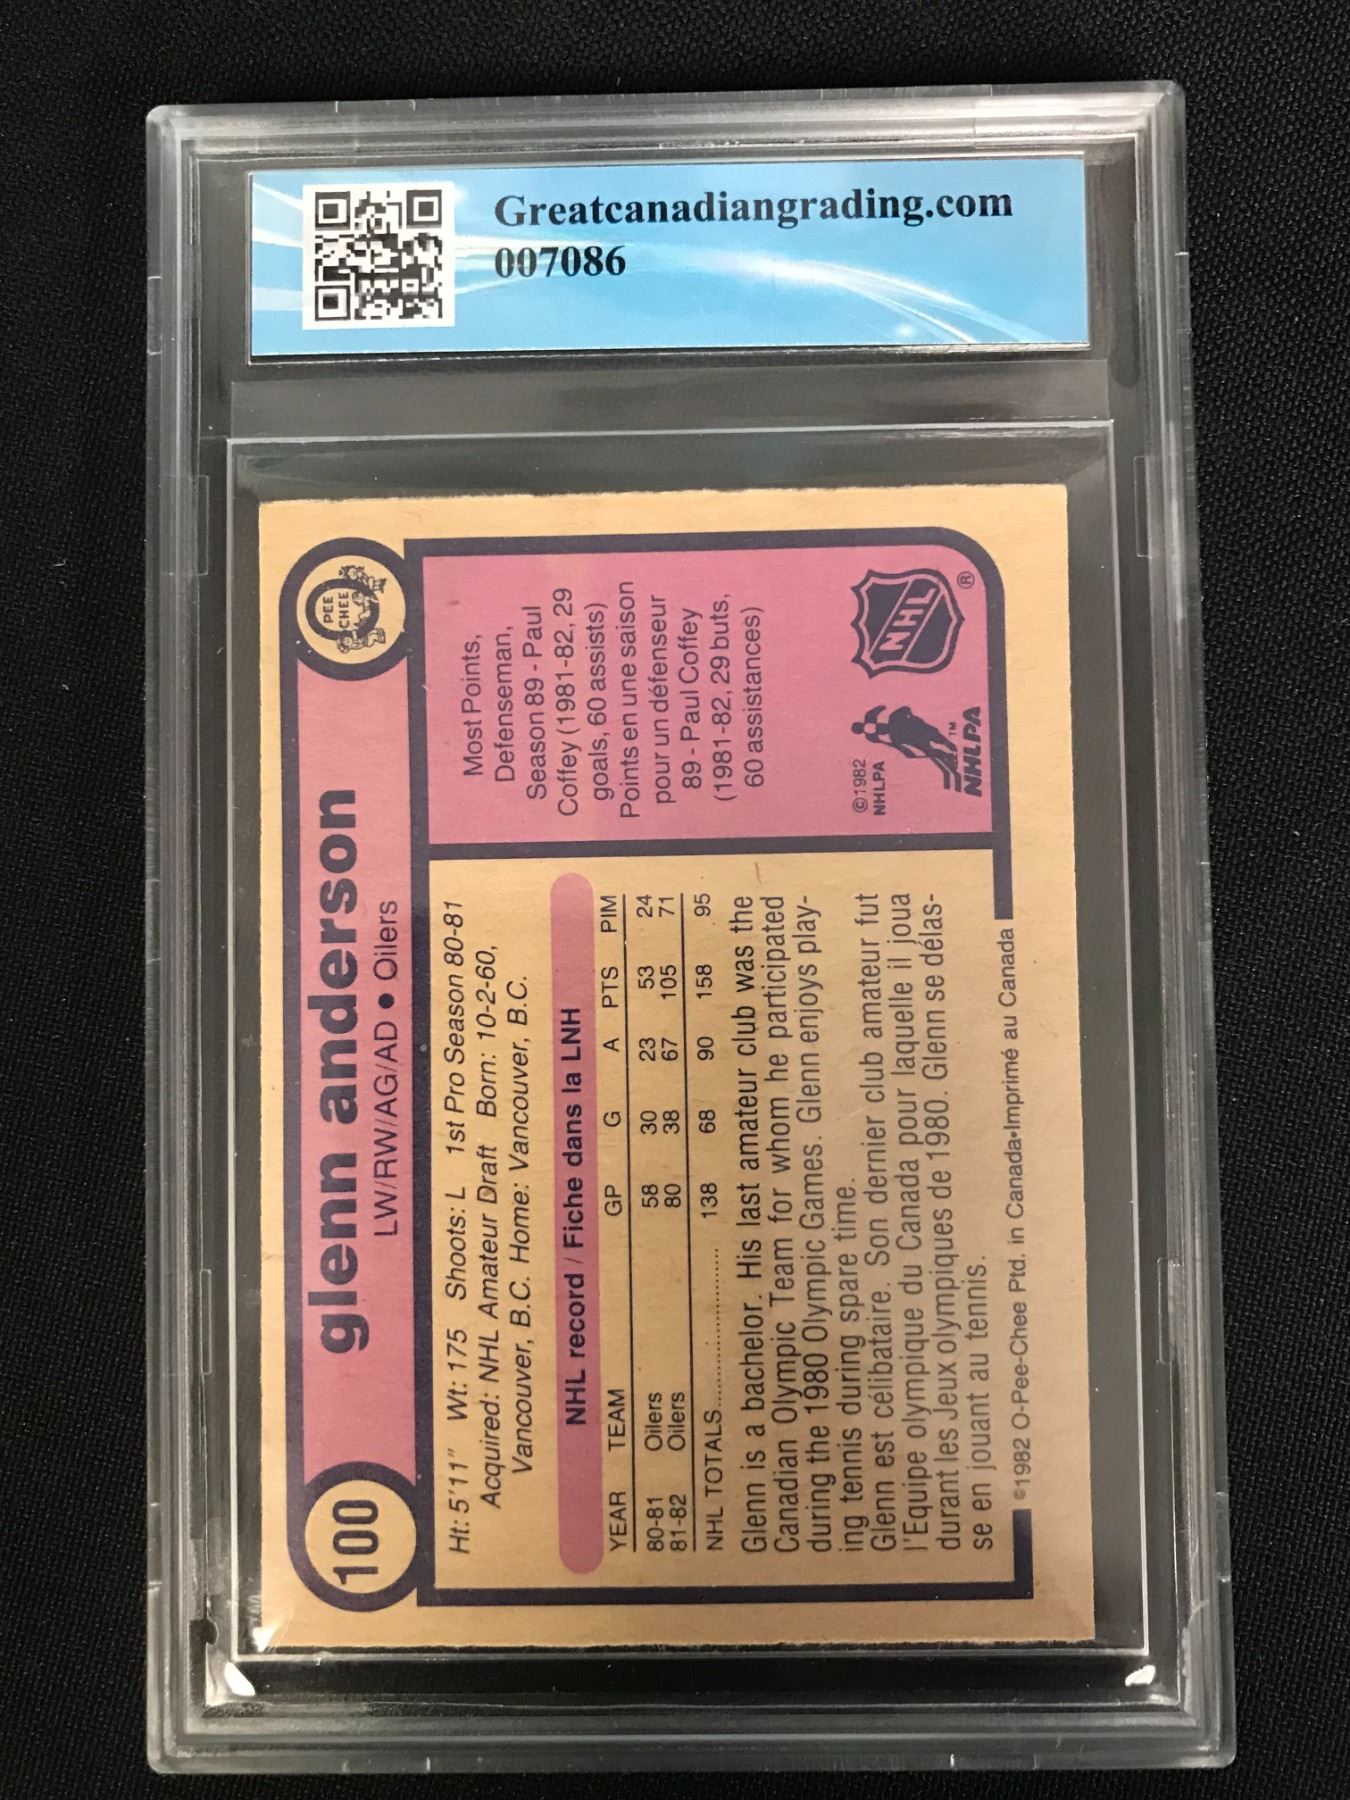 Greatcanadiangrading.com
007086
100
glenn anderson
LW/RW/AG/AD • Oilers
PEE
CHEE
Ht: 5'11" Wt: 175 Shoots: L 1st Pro Season 80-81
Acquired: NHL Amateur Draft Born: 10-2-60,
Vancouver, B.C. Home: Vancouver, B.C.
NHL record / Fiche dans la LNH
YEAR TEAM GP G A PTS PIM
80-81 Oilers 58 30 23 53 24
81-82 Oilers 80 38 67 105 71
NHL TOTALS.................... 138 68 90 158 95
Glenn is a bachelor. His last amateur club was the
Canadian Olympic Team for whom he participated
during the 1980 Olympic Games. Glenn enjoys play-
ing tennis during spare time.
Glenn est célibataire. Son dernier club amateur fut
l'Equipe olympique du Canada pour laquelle il joua
durant les Jeux olympiques de 1980. Glenn se délas-
se en jouant au tennis.
©1982 O-Pee-Chee Ptd. in Canada•Imprimé au Canada
Most Points,
Defenseman,
Season 89 - Paul
Coffey (1981-82, 29
goals, 60 assists)
Points en une saison
pour un défenseur
89 - Paul Coffey
(1981-82, 29 buts,
60 assistances)
©1982
NHLPA
TM
NHLPA
NHL
®